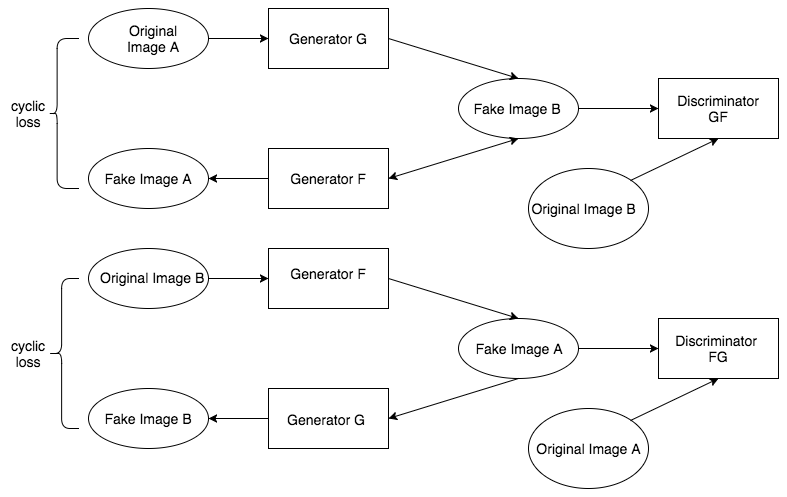 Original
Image A
Generator G
cyclic
loss
Fake Image B
Discriminator
GF
Fake Image A
Generator F
Original Image B
Original Image B
Generator F
cyclic
loss
Fake Image A
Discriminator
FG
Fake Image B
Generator G
Original Image A